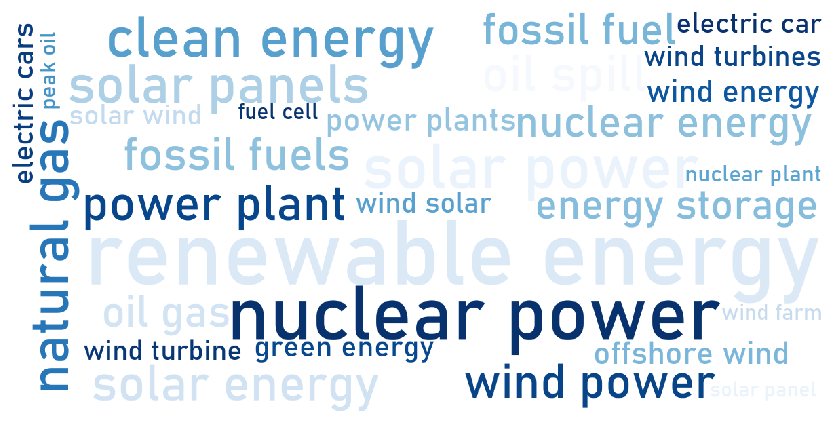 electric cars
peak oil
natural gas
clean energy
fossil fuel
electric car
wind turbines
solar panels
oil spill
wind energy
solar wind
fuel cell
power plants
nuclear energy
fossil fuels
solar power
nuclear plant
power plant
wind solar
energy storage
renewable energy
oil gas
nuclear power
wind farm
wind turbine
green energy
offshore wind
solar energy
wind power
solar panel